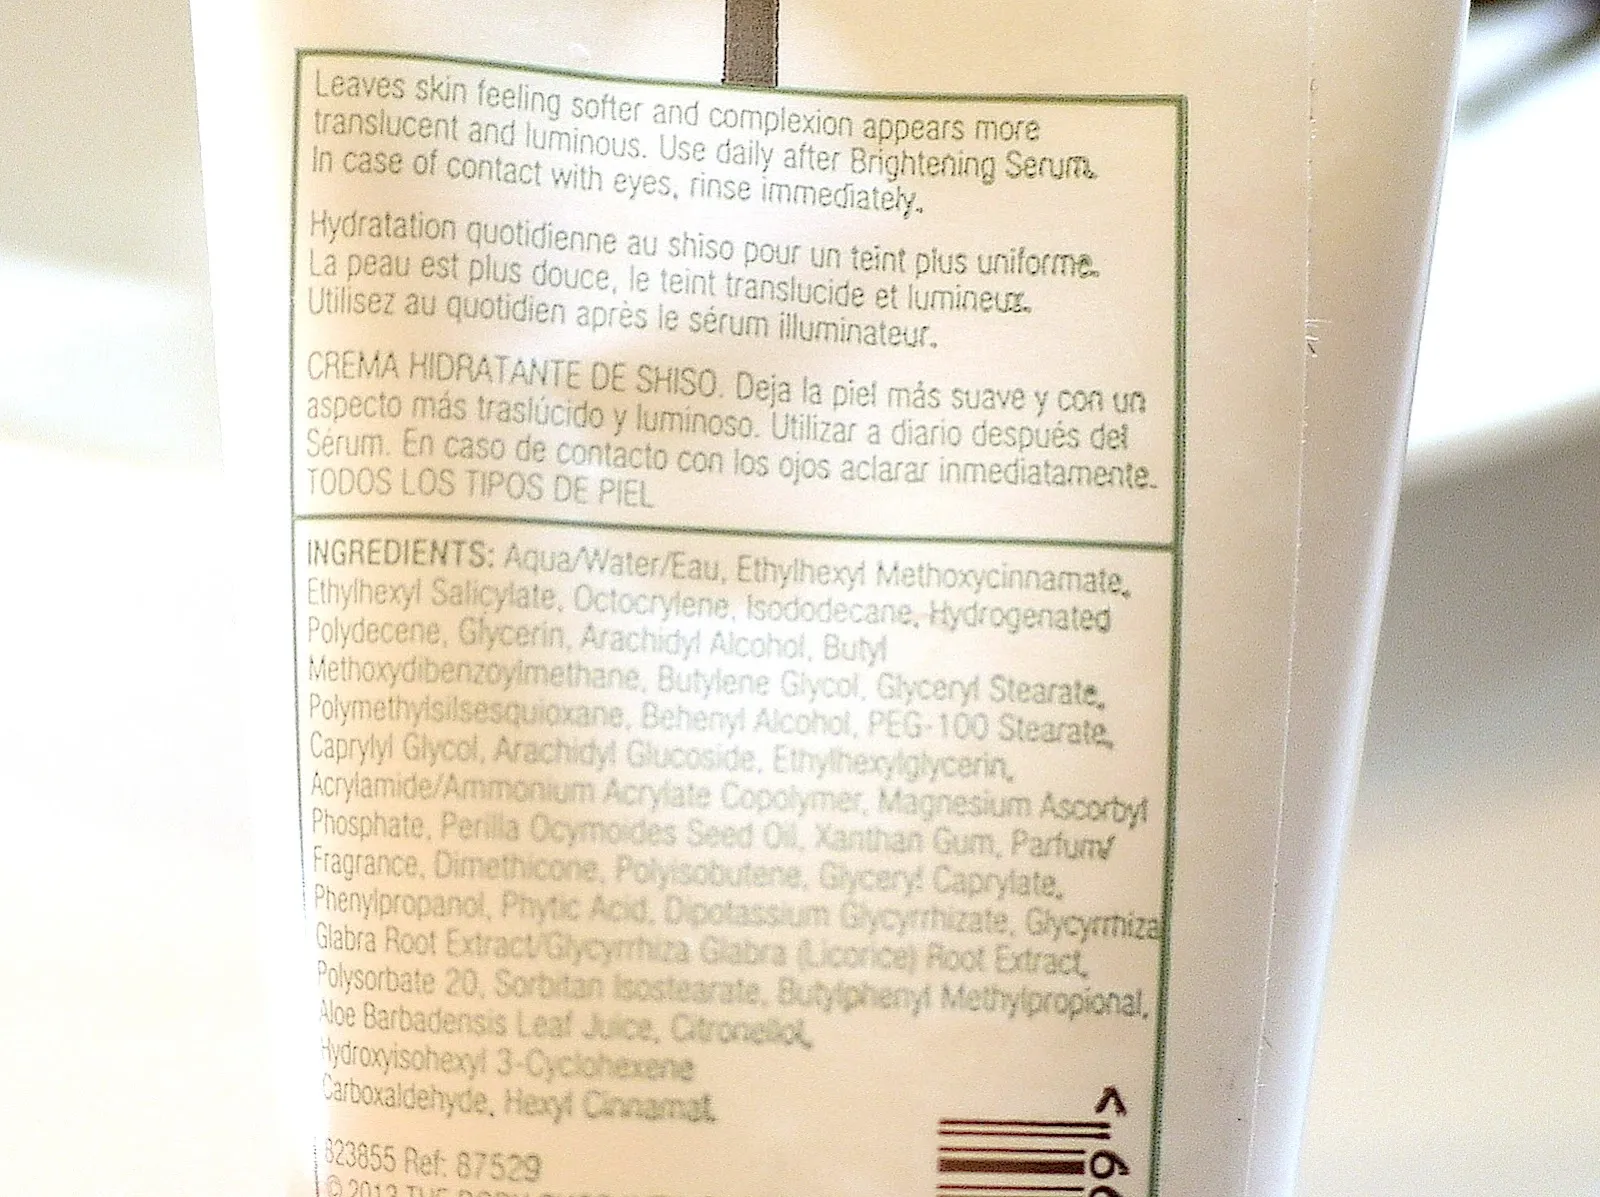 Leaves skin feeling softer and complexion appears more
translucent and luminous. Use daily after Brightening Serum.
In case of contact with eyes, rinse immediately.
Hydratation quotidienne au shiso pour un teint plus uniforme.
La peau est plus douce, le teint translucide et lumineux.
Utilisez au quotidien après le sérum illuminateur.
CREMA HIDRATANTE DE SHISO. Deja la piel más suave y con un
aspecto más traslúcido y luminoso. Utilizar a diario después del
Sérum. En caso de contacto con los ojos aclarar inmediatamente.
TODOS LOS TIPOS DE PIEL
INGREDIENTS: Aqua/Water/Eau, Ethylhexyl Methoxycinnamate,
Ethylhexyl Salicylate, Octocrylene, Isododecane, Hydrogenated
Polydecene, Glycerin, Arachidyl Alcohol, Butyl
Methoxydibenzoylmethane, Butylene Glycol, Glyceryl Stearate,
Polymethylsilsesquioxane, Behenyl Alcohol, PEG-100 Stearate,
Caprylyl Glycol, Arachidyl Glucoside, Ethylhexylglycerin,
Acrylamide/Ammonium Acrylate Copolymer, Magnesium Ascorbyl
Phosphate, Perilla Ocymoides Seed Oil, Xanthan Gum, Parfum/
Fragrance, Dimethicone, Polyisobutene, Glyceryl Caprylate,
Phenylpropanol, Phytic Acid, Dipotassium Glycyrrhizate, Glycyrrhiza
Glabra Root Extract/Glycyrrhiza Glabra (Licorice) Root Extract,
Polysorbate 20, Sorbitan Isostearate, Butylphenyl Methylpropional,
Aloe Barbadensis Leaf Juice, Citronellol,
Hydroxyisohexyl 3-Cyclohexene
Carboxaldehyde, Hexyl Cinnamal.
823855 Ref: 87529